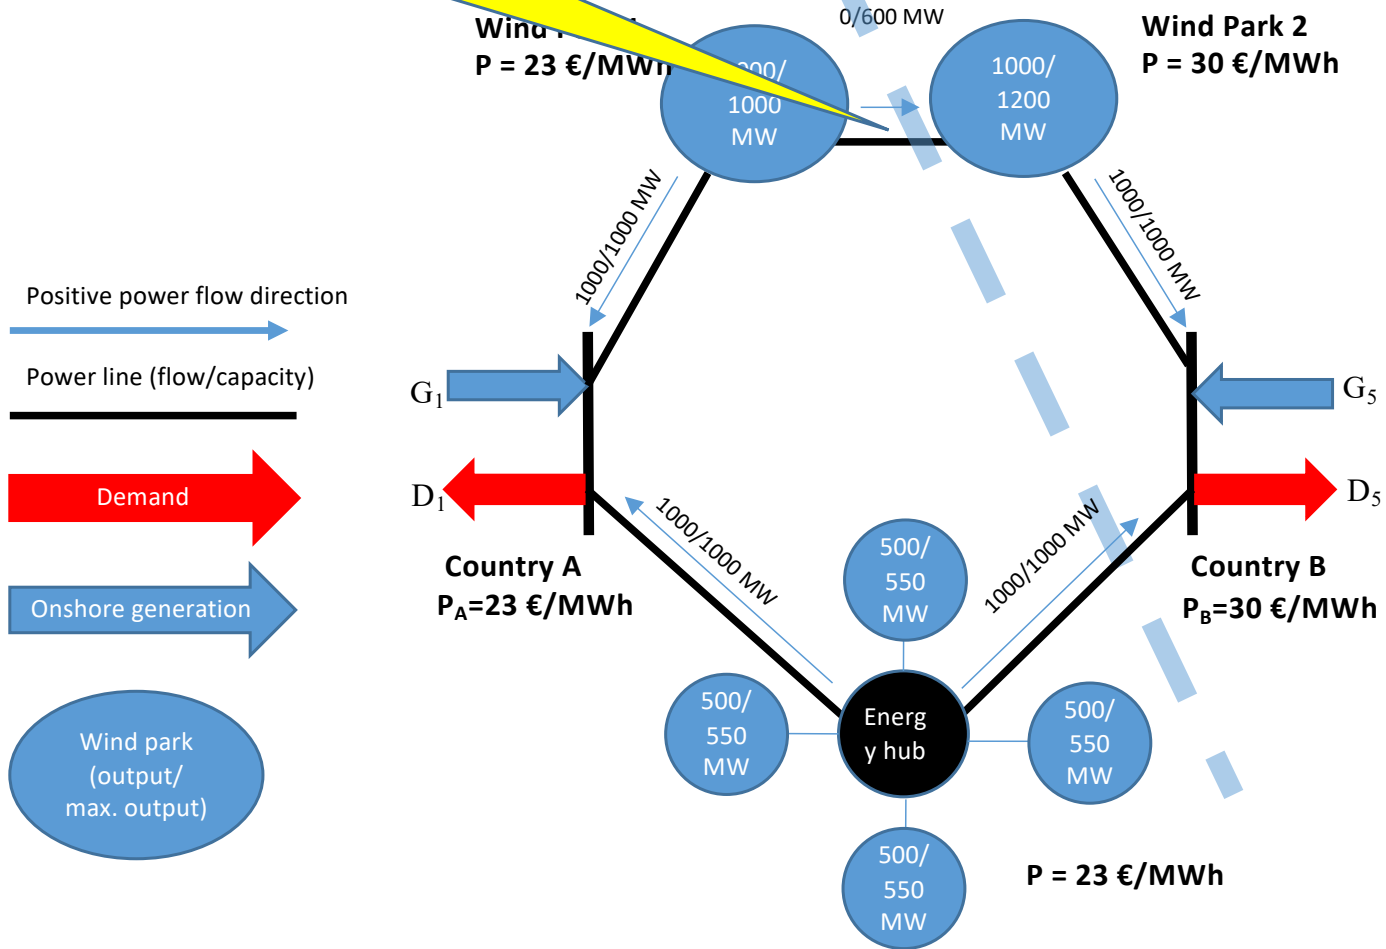 0/600 MW
Wind
P = 23 €/MWh
1000
MW
Wind Park 2
P = 30 €/MWh
1000/
1200
MW
1000/1000 MW
1000/1000 MW
Positive power flow direction
Power line (flow/capacity)
Demand
Onshore generation
Wind park
(output/
max. output)
G1
D1
G5
D5
Country A
PA=23 €/MWh
Country B
PB=30 €/MWh
1000/1000 MW
1000/1000 MW
500/
550
MW
500/
550
MW
Energ
y hub
500/
550
MW
500/
550
MW
P = 23 €/MWh